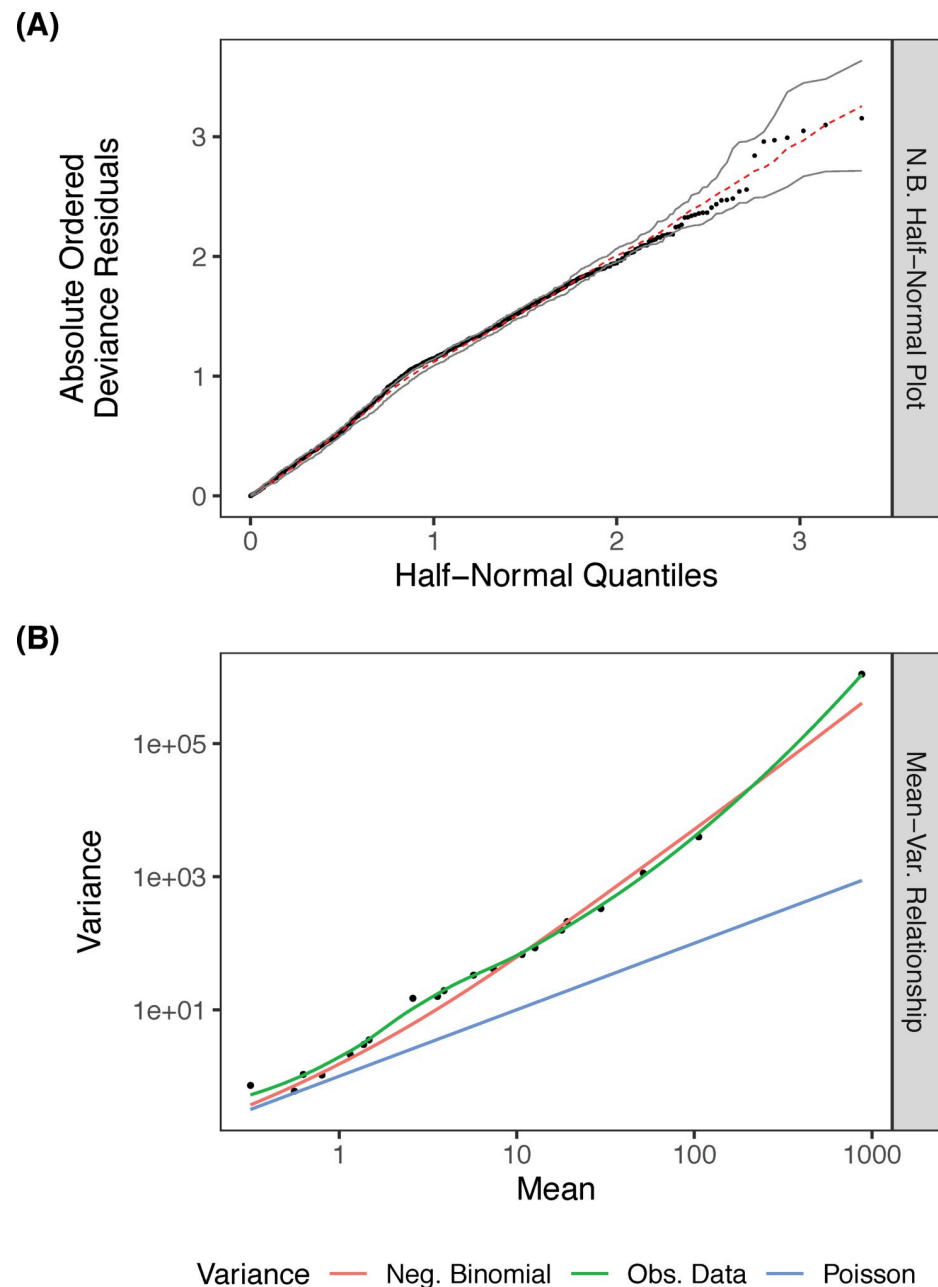 (A)
Absolute Ordered
Deviance Residuals
3
2
1
0
0 1 2 3
Half−Normal Quantiles
N.B. Half−Normal Plot
(B)
Variance
1e+05
1e+03
1e+01
1 10 100 1000
Mean
Mean−Var. Relationship
Variance Neg. Binomial Obs. Data Poisson